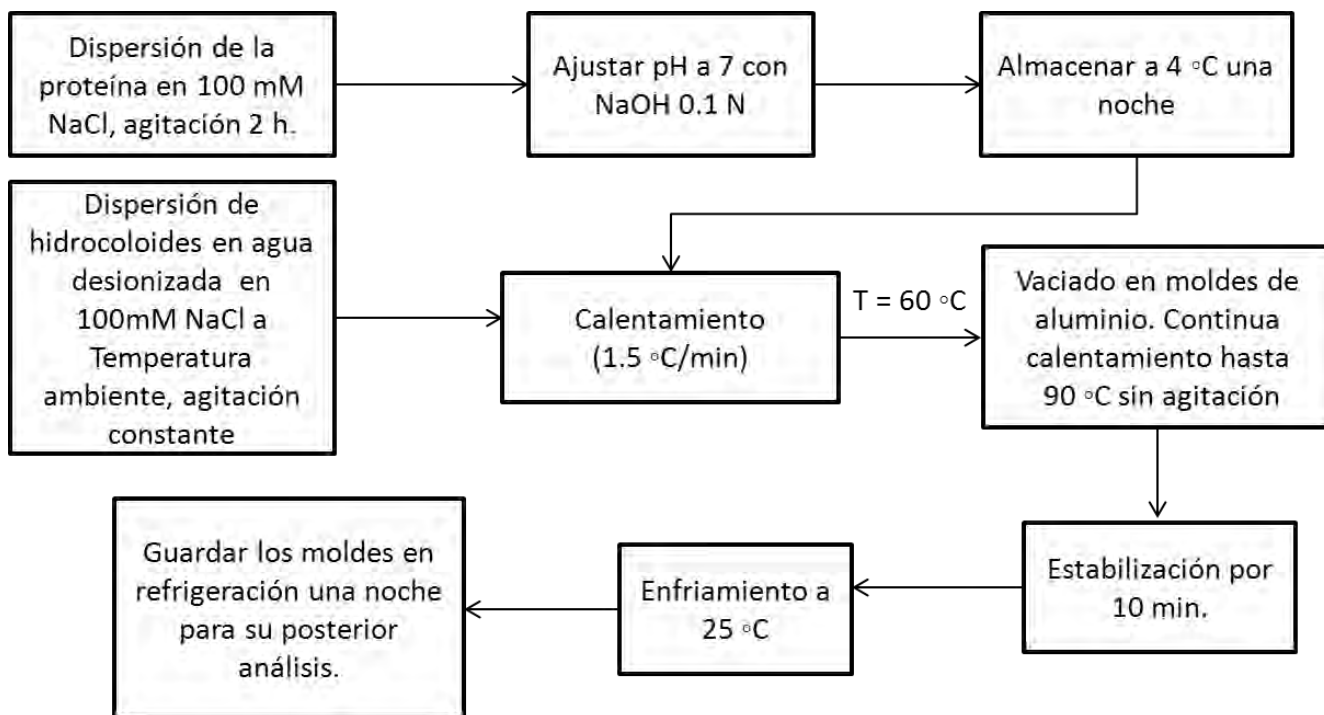 Dispersión de la
proteína en 100 mM
NaCl, agitación 2 h.
Ajustar pH a 7 con
NaOH 0.1 N
Almacenar a 4 °C una
noche
Dispersión de
hidrocoloides en agua
desionizada en
100mM NaCl a
Temperatura
ambiente, agitación
constante
Calentamiento
(1.5 °C/min)
T = 60 °C
Vaciado en moldes de
aluminio. Continua
calentamiento hasta
90 °C sin agitación
Estabilización por
10 min.
Enfriamiento a
25 °C
Guardar los moldes en
refrigeración una noche
para su posterior
análisis.